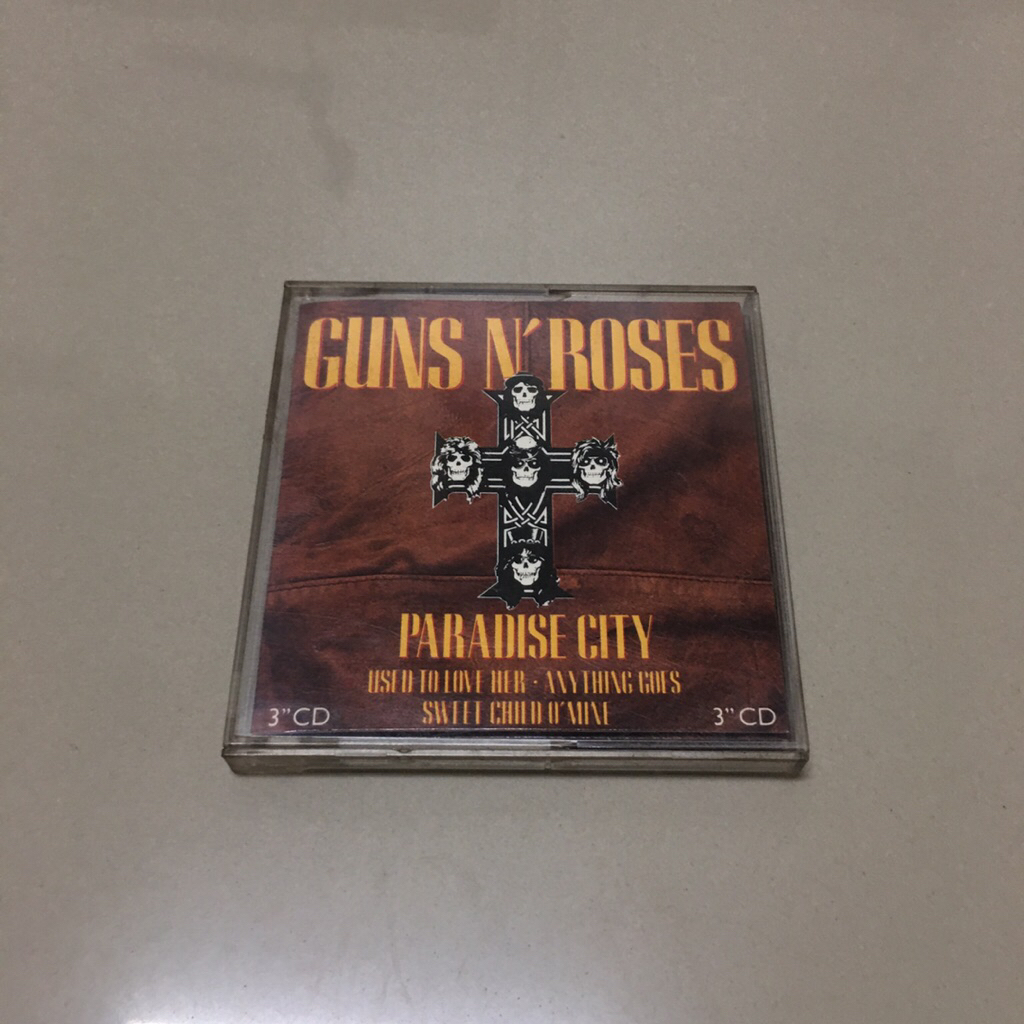 GUNS N' ROSES
PARADISE CITY
USED TO LOVE HER · ANYTHING GOES
SWEET CHILD O'MINE
3" CD 3" CD